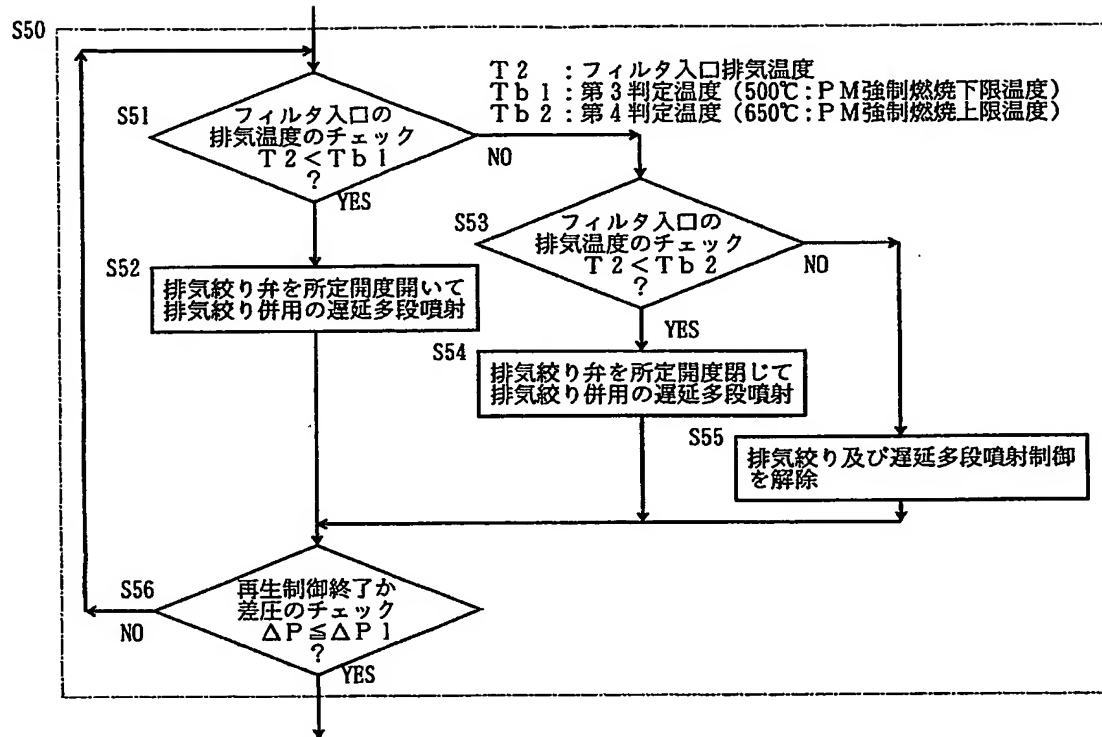 S50
T2 :フィルタ入口排気温度
Tb1:第3判定温度(500℃:PM強制燃焼下限温度)
Tb2:第4判定温度(650℃:PM強制燃焼上限温度)
S51
フィルタ入口の
排気温度のチェック
T2<Tb1
?
NO
YES
S53
フィルタ入口の
排気温度のチェック
T2<Tb2
?
NO
YES
S52
排気絞り弁を所定開度開いて
排気絞り併用の遅延多段噴射
S54
排気絞り弁を所定開度閉じて
排気絞り併用の遅延多段噴射
S55
排気絞り及び遅延多段噴射制御
を解除
S56
再生制御終了か
差圧のチェック
ΔP≦ΔP1
?
NO
YES